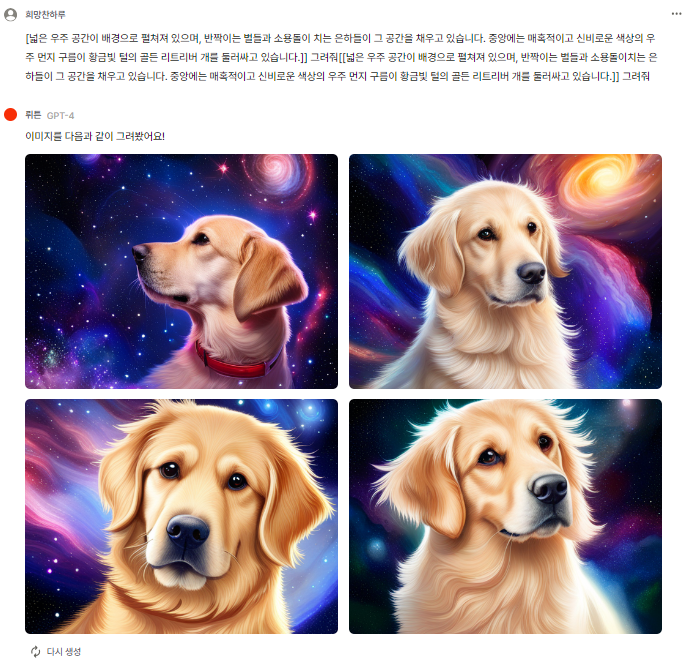 희망찬하루
[넓은 우주 공간이 배경으로 펼쳐져 있으며, 반짝이는 별들과 소용돌이 치는 은하들이 그 공간을 채우고 있습니다. 중앙에는 매혹적이고 신비로운 색상의 우
주 먼지 구름이 황금빛 털의 골든 리트리버 개를 둘러싸고 있습니다.]] 그려줘[[넓은 우주 공간이 배경으로 펼쳐져 있으며, 반짝이는 별들과 소용돌이치는 은
하들이 그 공간을 채우고 있습니다. 중앙에는 매혹적이고 신비로운 색상의 우주 먼지 구름이 황금빛 털의 골든 리트리버 개를 둘러싸고 있습니다.]] 그려줘
뤼튼 GPT-4
이미지를 다음과 같이 그려봤어요!
다시 생성